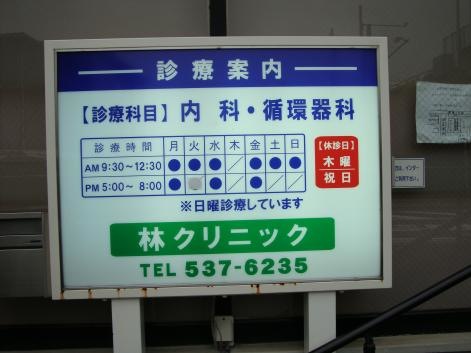 診療案内
【診療科目】内科・循環器科
診療時間 月 火 水 木 金 土 日
AM 9:30～12:30 ● ● ● ／ ● ● ●
PM 5:00～ 8:00 ● ● ● ／ ● ／ ／
【休診日】
木曜
祝日
※日曜診療しています
林クリニック
TEL 537-6235